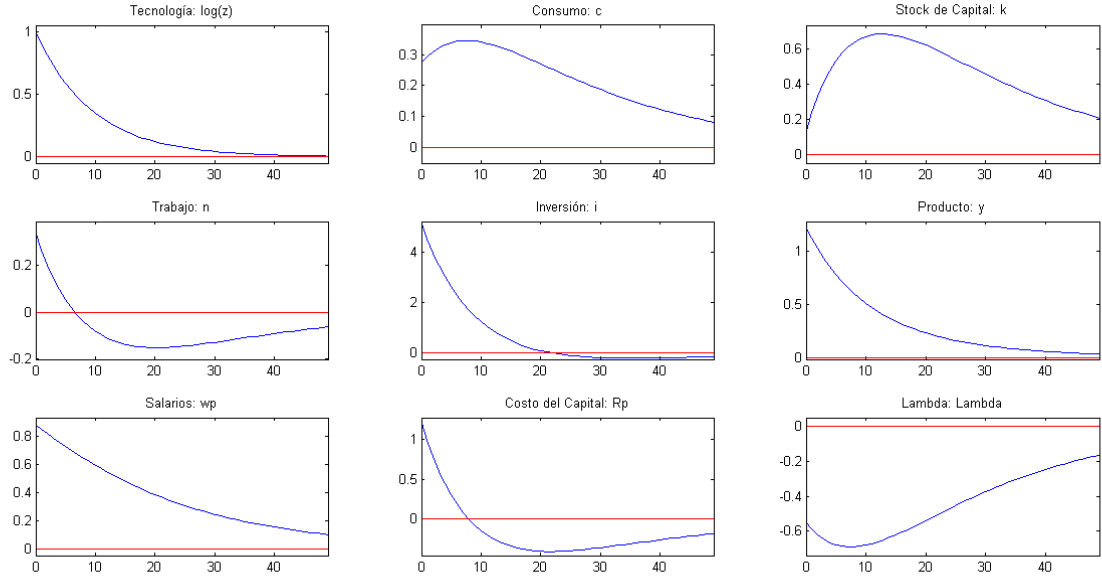 Tecnología: log(z)
Consumo: c
Stock de Capital: k
1
0.5
0
0 10 20 30 40
0.3
0.2
0.1
0
0 10 20 30 40
0.6
0.4
0.2
0
0 10 20 30 40
Trabajo: n
Inversión: i
Producto: y
0.2
0
-0.2
0 10 20 30 40
4
2
0
0 10 20 30 40
1
0.5
0
0 10 20 30 40
Salarios: wp
Costo del Capital: Rp
Lambda: Lambda
0.8
0.6
0.4
0.2
0
0 10 20 30 40
1
0.5
0
0 10 20 30 40
0
-0.2
-0.4
-0.6
0 10 20 30 40